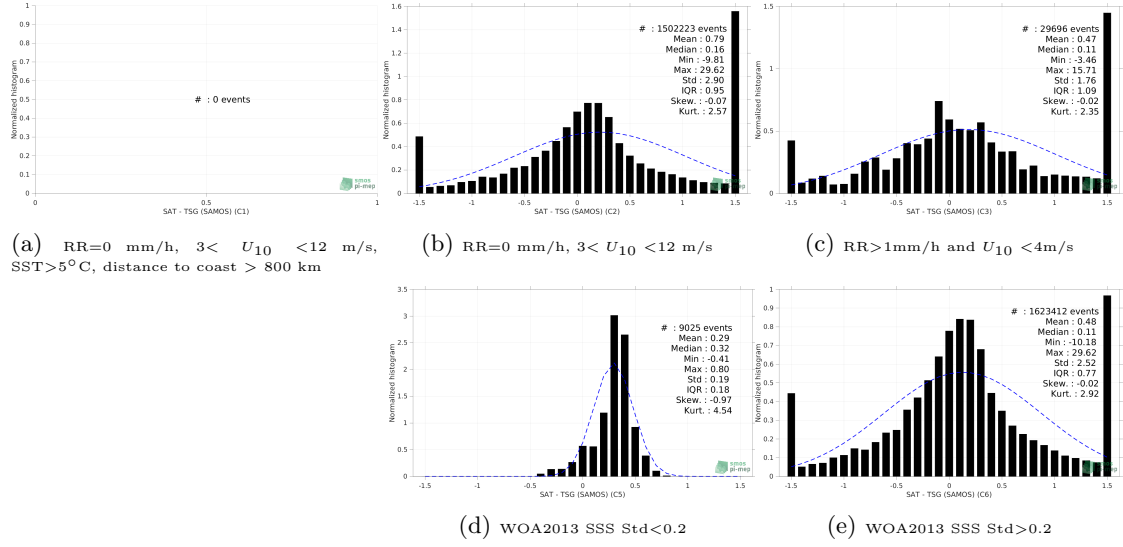 1
0.9
0.8
0.7
0.6
0.5
0.4
0.3
0.2
0.1
0
Normalized histogram
# : 0 events
smos
pi-mep
0 0.5 1
SAT - TSG (SAMOS) (C1)
(a) RR=0 mm/h, 3< U10 <12 m/s,
SST>5°C, distance to coast > 800 km
1.6
1.4
1.2
1
0.8
0.6
0.4
0.2
0
Normalized histogram
# : 1502223 events
Mean : 0.79
Median : 0.16
Min : -9.81
Max : 29.62
Std : 2.90
IQR : 0.95
Skew. : -0.07
Kurt. : 2.57
smos
pi-mep
-1.5 -1 -0.5 0 0.5 1 1.5
SAT - TSG (SAMOS) (C2)
(b) RR=0 mm/h, 3< U10 <12 m/s
1.5
1
0.5
0
Normalized histogram
# : 29696 events
Mean : 0.47
Median : 0.11
Min : -3.46
Max : 15.71
Std : 1.76
IQR : 1.09
Skew. : -0.02
Kurt. : 2.35
smos
pi-mep
-1.5 -1 -0.5 0 0.5 1 1.5
SAT - TSG (SAMOS) (C3)
(c) RR>1mm/h and U10 <4m/s
3.5
3
2.5
2
1.5
1
0.5
0
Normalized histogram
# : 9025 events
Mean : 0.29
Median : 0.32
Min : -0.41
Max : 0.80
Std : 0.19
IQR : 0.18
Skew. : -0.97
Kurt. : 4.54
smos
pi-mep
-1.5 -1 -0.5 0 0.5 1 1.5
SAT - TSG (SAMOS) (C5)
(d) WOA2013 SSS Std<0.2
1
0.9
0.8
0.7
0.6
0.5
0.4
0.3
0.2
0.1
0
Normalized histogram
# : 1623412 events
Mean : 0.48
Median : 0.11
Min : -10.18
Max : 29.62
Std : 2.52
IQR : 0.77
Skew. : -0.02
Kurt. : 2.92
smos
pi-mep
-1.5 -1 -0.5 0 0.5 1 1.5
SAT - TSG (SAMOS) (C6)
(e) WOA2013 SSS Std>0.2